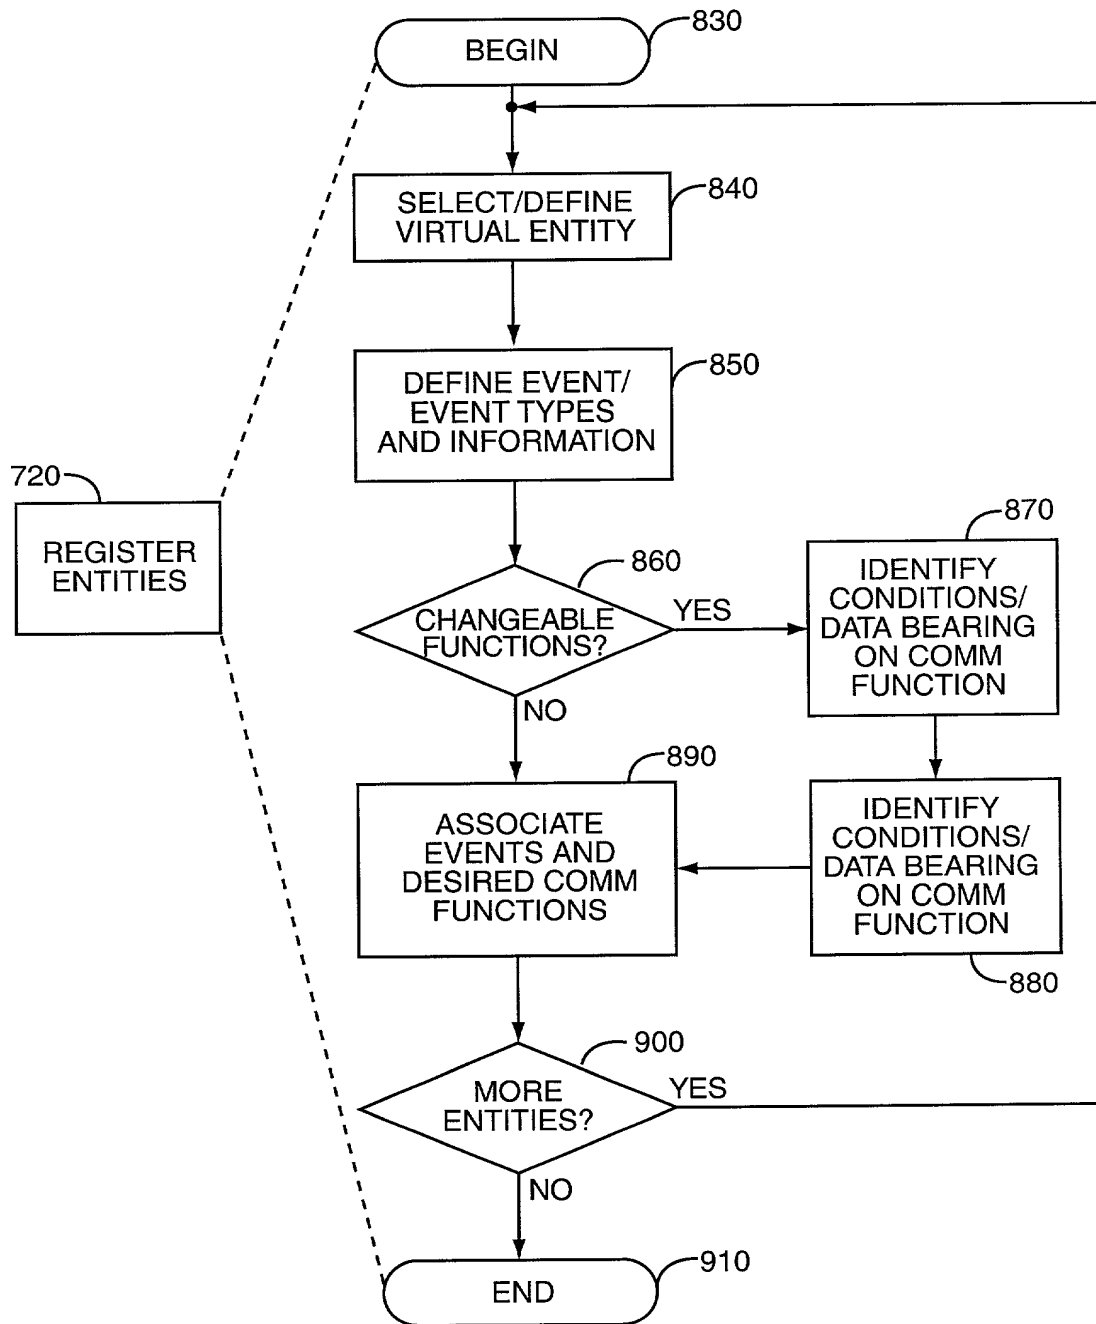 BEGIN
830
SELECT/DEFINE
VIRTUAL ENTITY
840
DEFINE EVENT/
EVENT TYPES
AND INFORMATION
850
720
REGISTER
ENTITIES
CHANGEABLE
FUNCTIONS?
860
YES
NO
IDENTIFY
CONDITIONS/
DATA BEARING
ON COMM
FUNCTION
870
ASSOCIATE
EVENTS AND
DESIRED COMM
FUNCTIONS
890
IDENTIFY
CONDITIONS/
DATA BEARING
ON COMM
FUNCTION
880
MORE
ENTITIES?
900
YES
NO
END
910